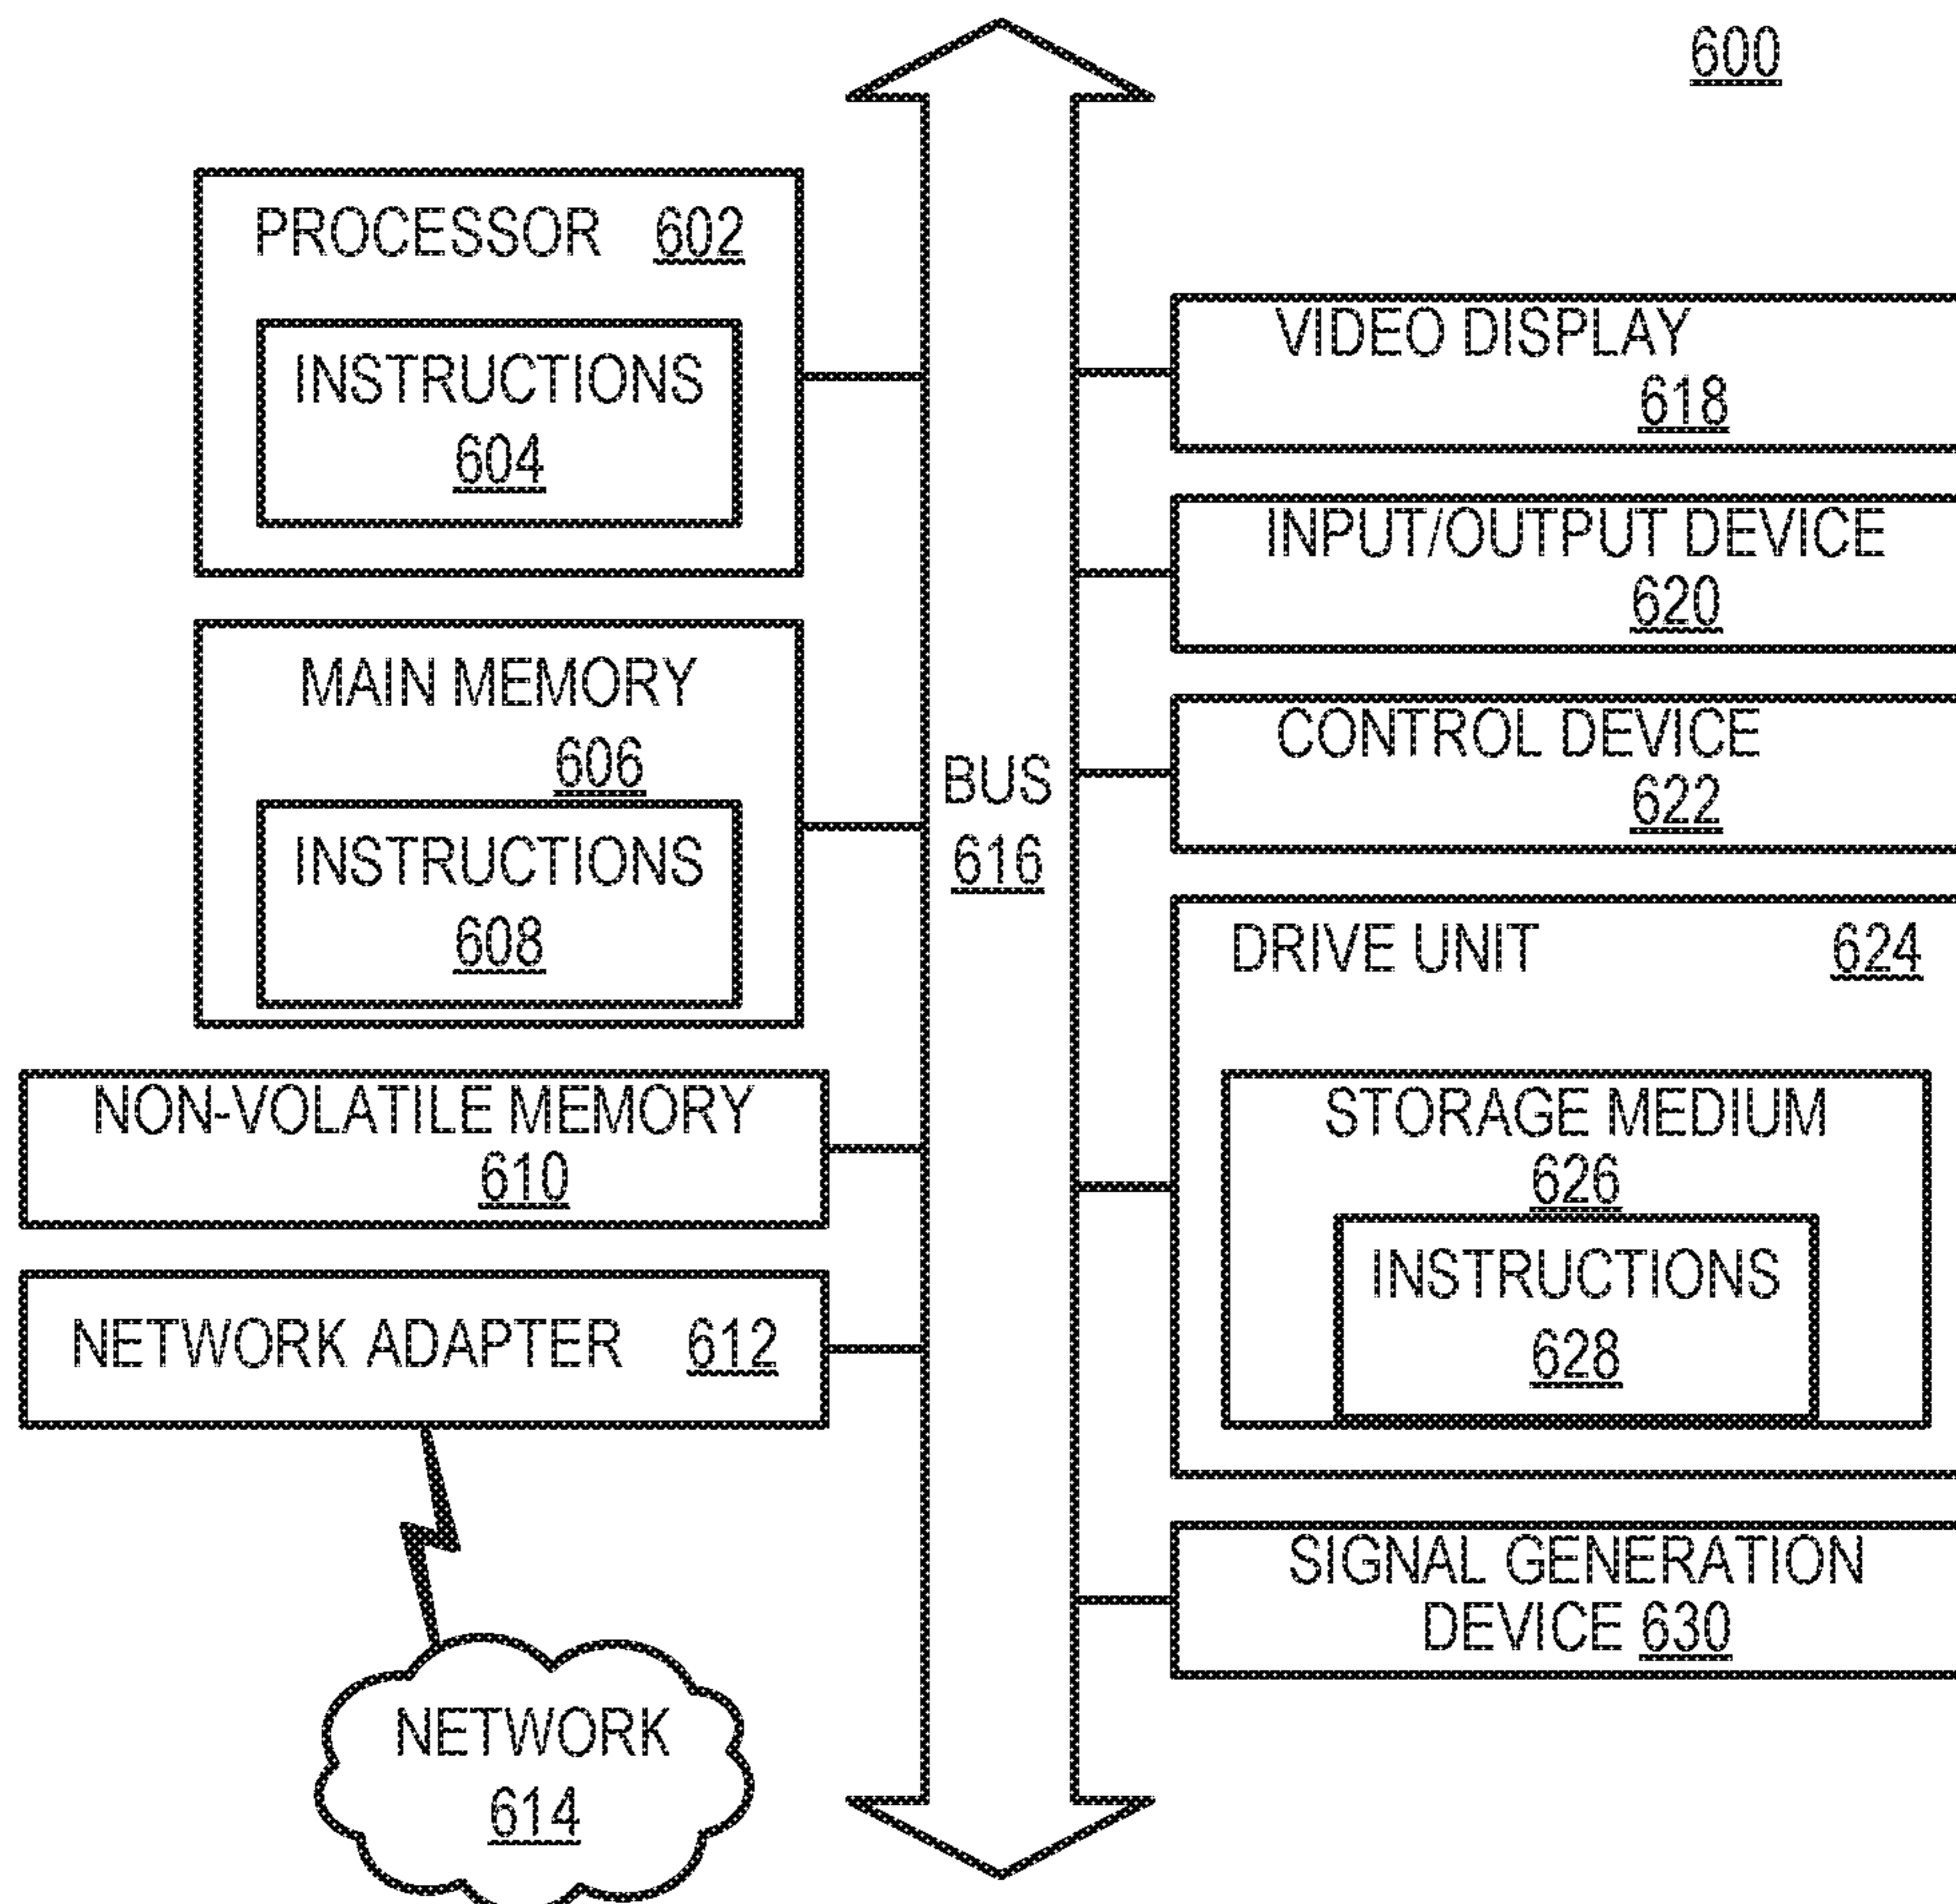 600
PROCESSOR 602
INSTRUCTIONS
604
MAIN MEMORY
606
INSTRUCTIONS
608
NON-VOLATILE MEMORY
610
NETWORK ADAPTER 612
NETWORK
614
BUS
616
VIDEO DISPLAY
618
INPUT/OUTPUT DEVICE
620
CONTROL DEVICE
622
DRIVE UNIT 624
STORAGE MEDIUM
626
INSTRUCTIONS
628
SIGNAL GENERATION
DEVICE 630